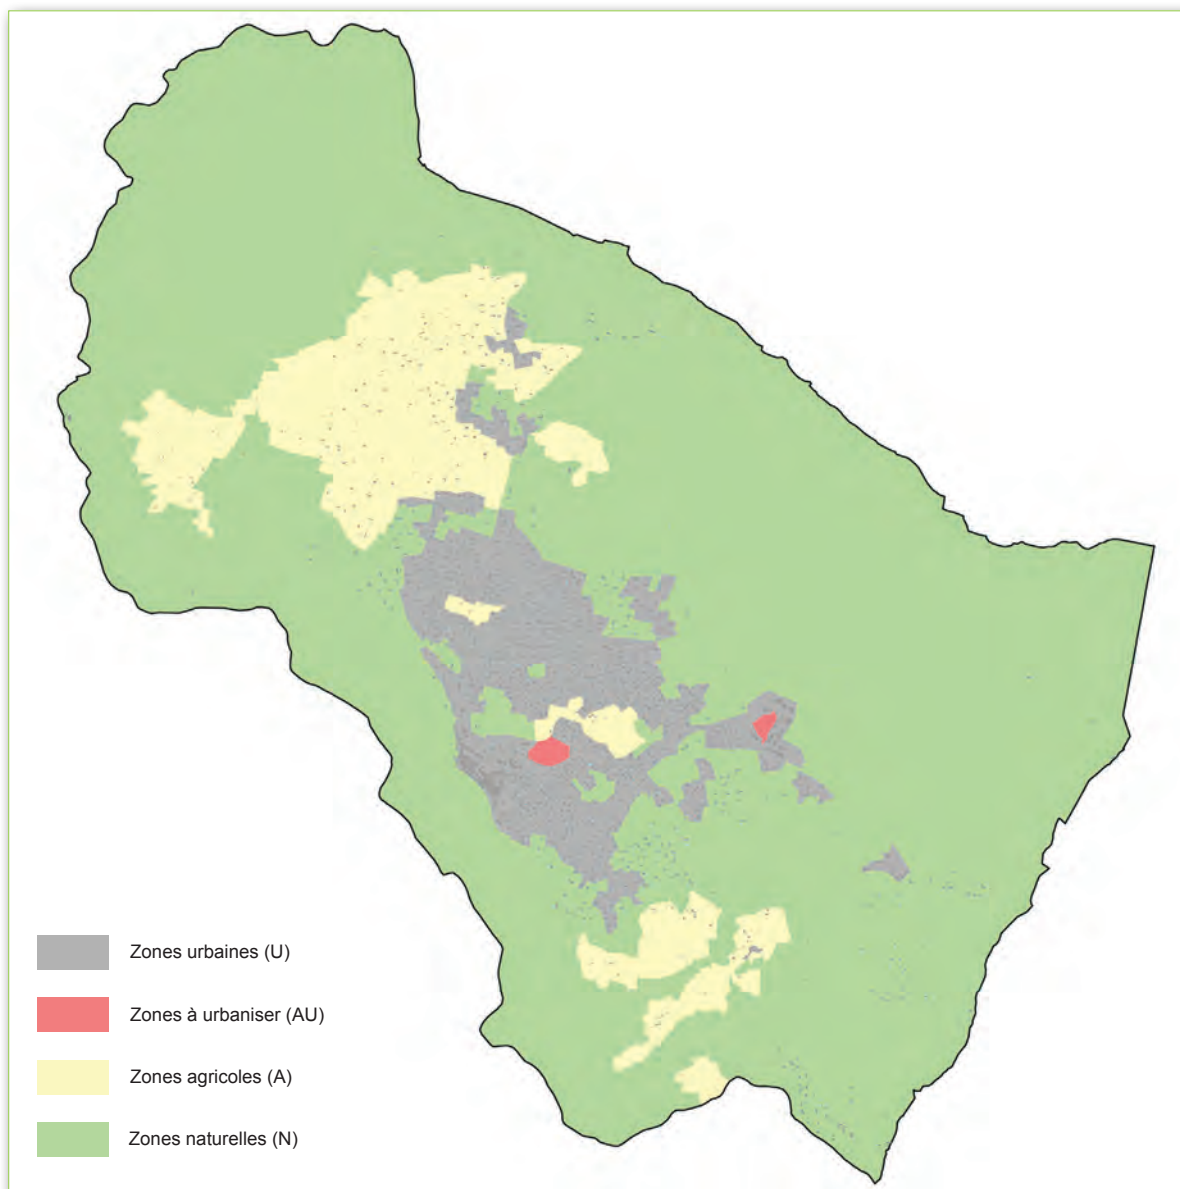 Zones urbaines (U)
Zones à urbaniser (AU)
Zones agricoles (A)
Zones naturelles (N)